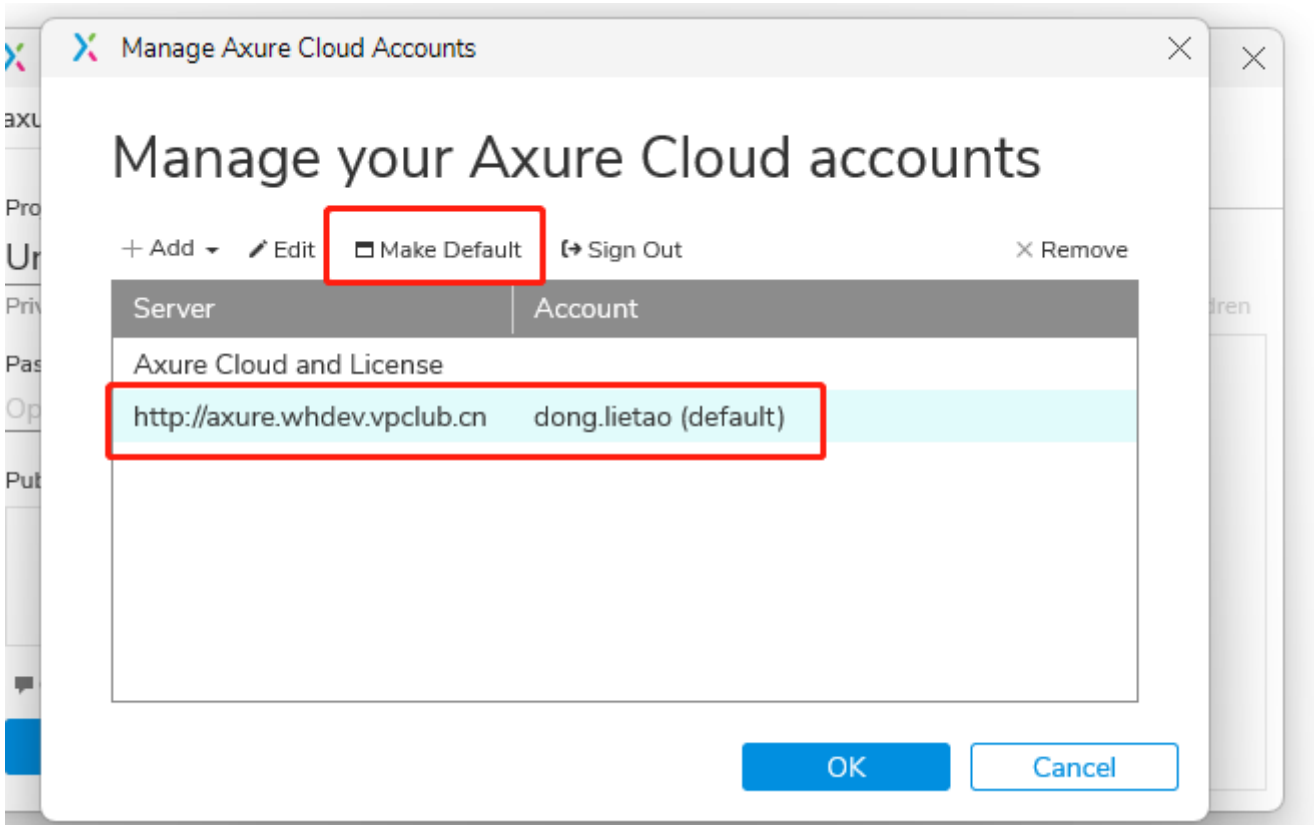 Manage Axure Cloud Accounts
Manage your Axure Cloud accounts
Add Edit Make Default Sign Out Remove
Server Account
Axure Cloud and License
http://axure.whdev.vpclub.cn dong.lietao (default)
OK Cancel